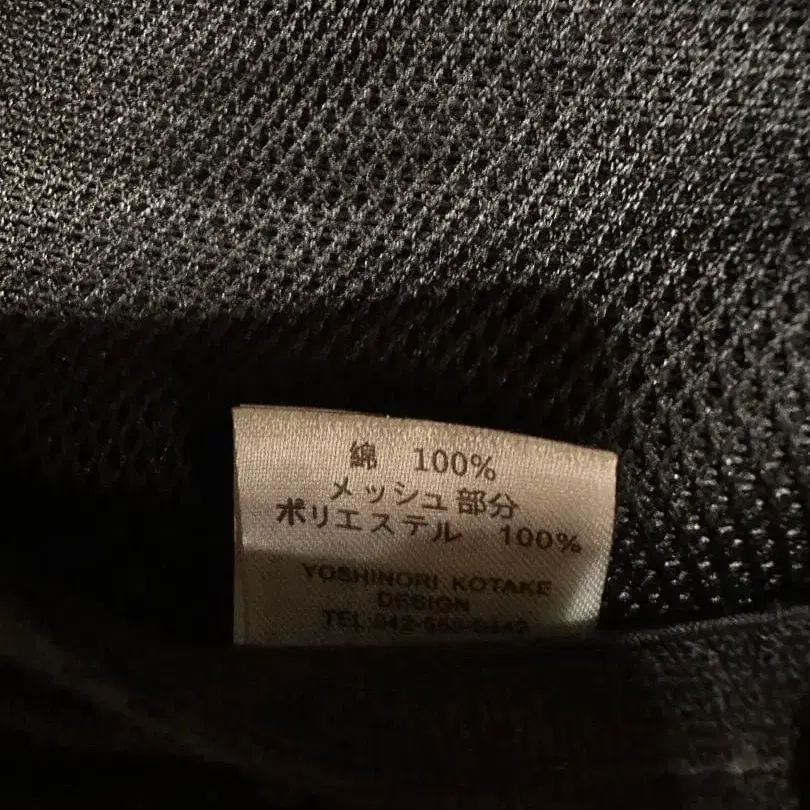 綿 100%
メッシュ部分
ポリエステル 100%
YOSHINORI KOTAKE
DESIGN
TEL:042-